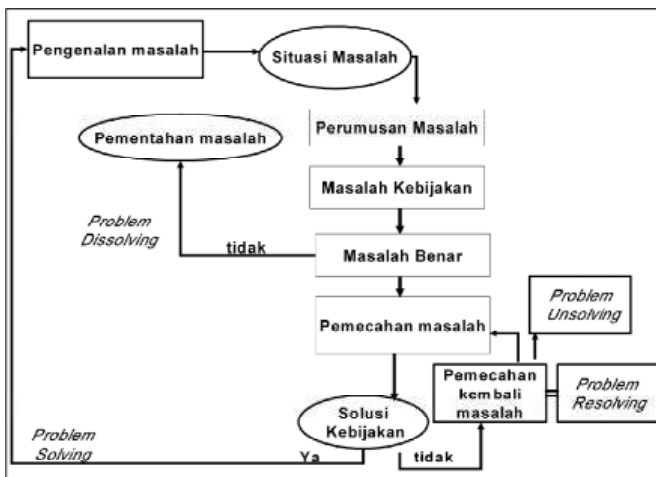 Pengenalan masalah
Situasi Masalah
Pementahan masalah
Perumusan Masalah
Masalah Kebijakan
Problem
Dissolving
tidak
Masalah Benar
Problem
Unsolving
Pemecahan masalah
Pemecahan
kembali
masalah
Problem
Resolving
Solusi
Kebijakan
Problem
Solving
Ya
tidak